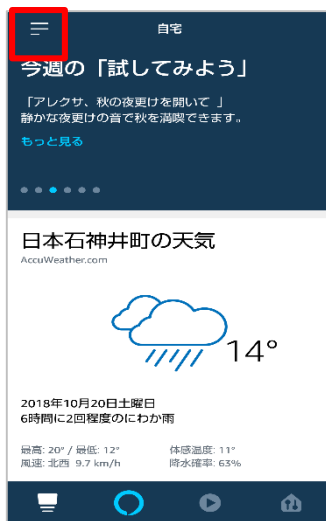 自宅
今週の「試してみよう」
「アレクサ、秋の夜更けを開いて 」
静かな夜更けの音で秋を満喫できます。
もっと見る
日本石神井町の天気
AccuWeather.com
14°
2018年10月20日土曜日
6時間に2回程度のにわか雨
最高: 20° / 最低: 12° 体感温度: 11°
風速: 北西 9.7 km/h 降水確率: 63%